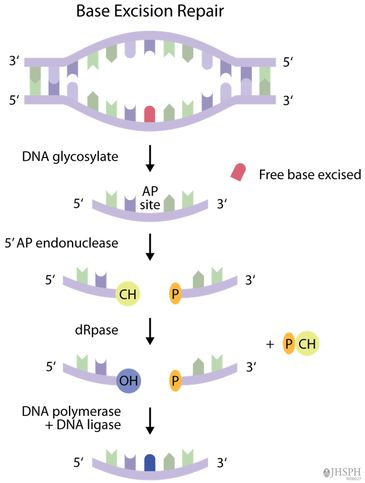 Base Excision Repair
3‘ 5‘
5‘ 3‘
DNA glycosylate
Free base excised
AP
site
5‘ 3‘
5‘ AP endonuclease
5‘ CH P 3‘
dRpase
+ P CH
5‘ OH P 3‘
DNA polymerase
+ DNA ligase
5‘ 3‘
JHSPH